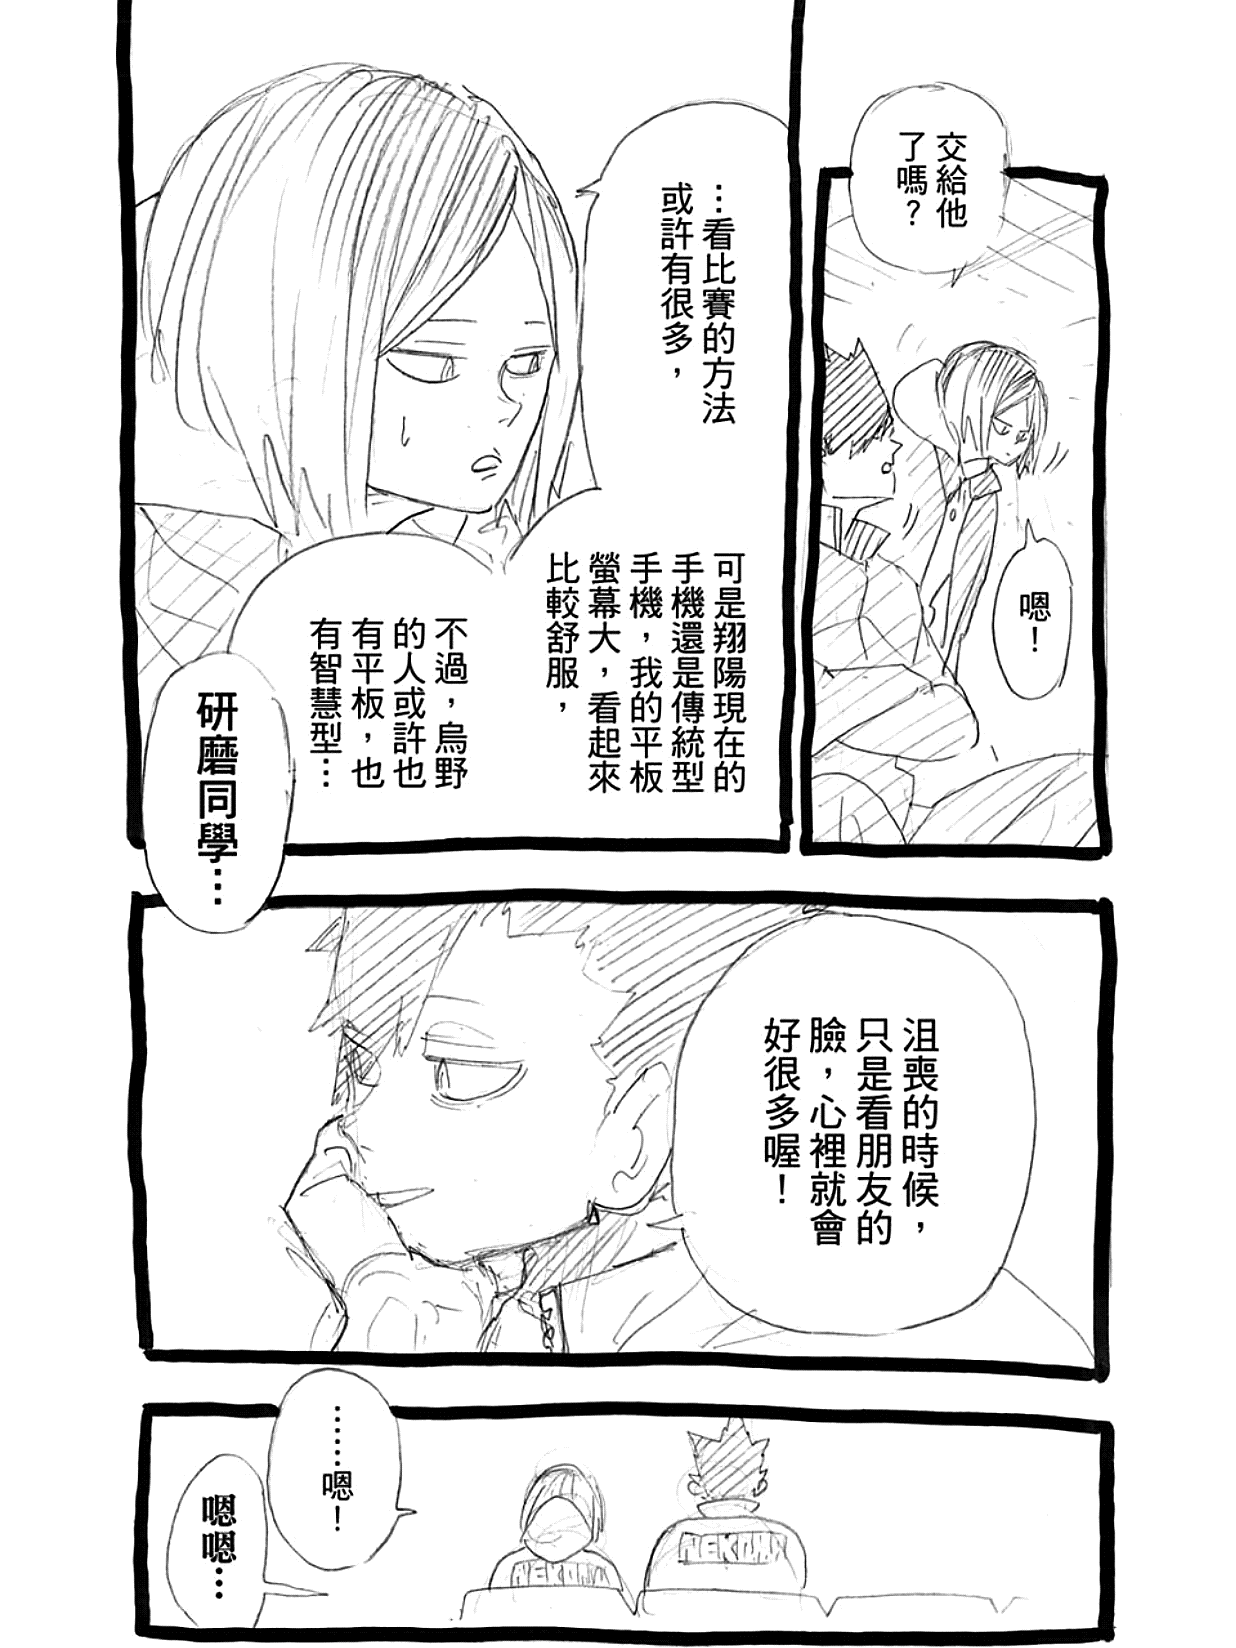 交給他
了嗎？
嗯！
…看比賽的方法
或許有很多，
可是翔陽現在的
手機還是傳統型
手機，我的平板
螢幕大，看起來
比較舒服，
不過，烏野
的人或許也
有平板，也
有智慧型…
研磨同學…
沮喪的時候，
只是看朋友的
臉，心裡就會
好很多喔！
……嗯！
嗯嗯…
NEKOMA
NEKOMA